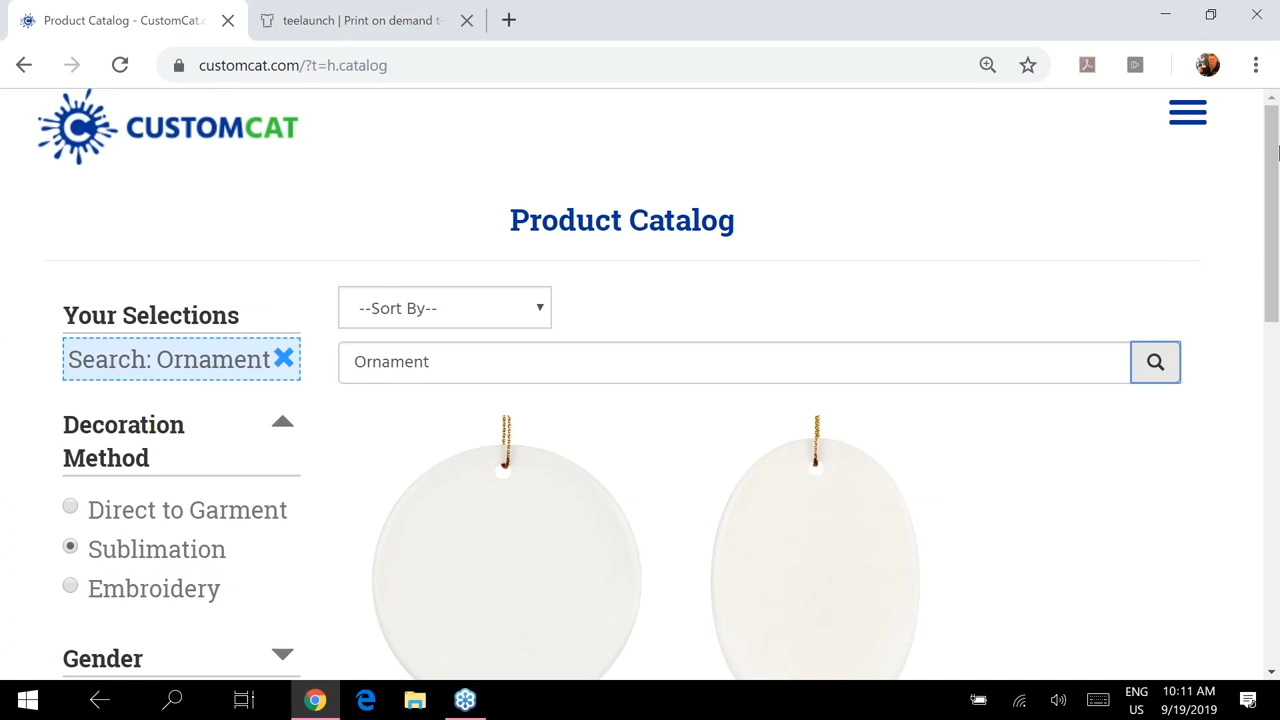 Product Catalog - CustomCat.c
teelaunch | Print on demand t-
customcat.com/?t=h.catalog
CUSTOMCAT
Product Catalog
Your Selections
Search: Ornament
--Sort By--
Ornament
Decoration
Method
Direct to Garment
Sublimation
Embroidery
Gender
ENG
US
10:11 AM
9/19/2019